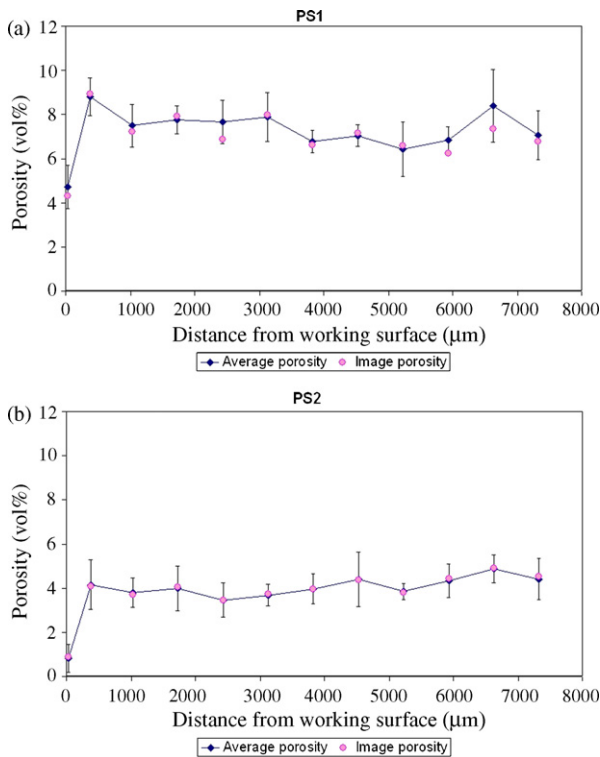 PS1
(a)
12
10
8
6
4
2
0
Porosity (vol%)
0 1000 2000 3000 4000 5000 6000 7000 8000
Distance from working surface (μm)
Average porosity Image porosity
PS2
(b)
12
10
8
6
4
2
0
Porosity (vol%)
0 1000 2000 3000 4000 5000 6000 7000 8000
Distance from working surface (μm)
Average porosity Image porosity